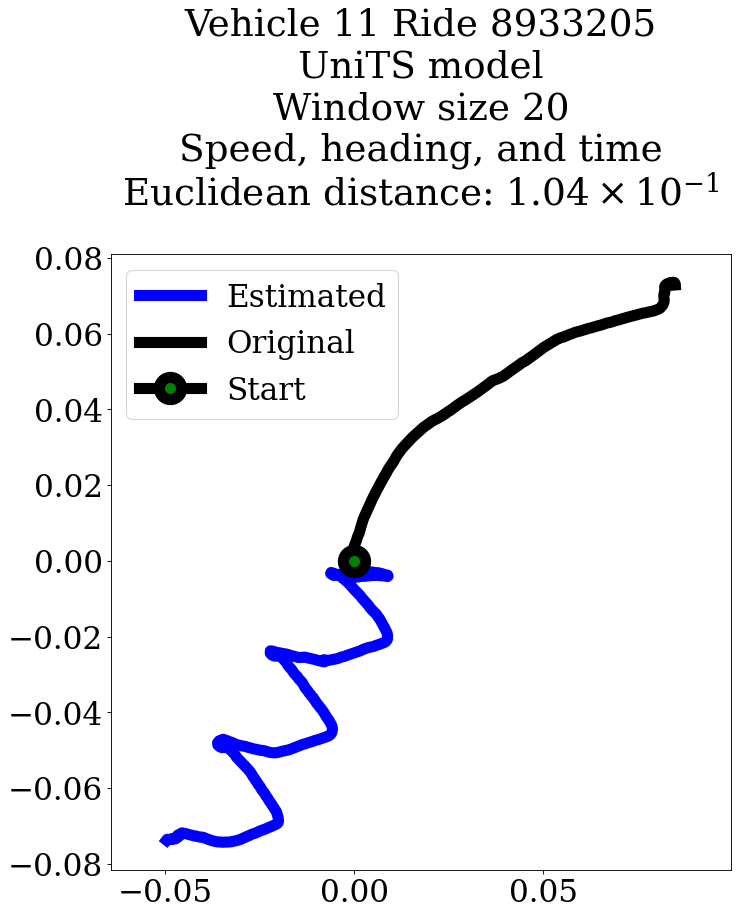 Vehicle 11 Ride 8933205
UniTS model
Window size 20
Speed, heading, and time
Euclidean distance: 1.04 × 10⁻¹
0.08
Estimated
0.06
Original
Start
0.04
0.02
0.00
−0.02
−0.04
−0.06
−0.08
−0.05 0.00 0.05